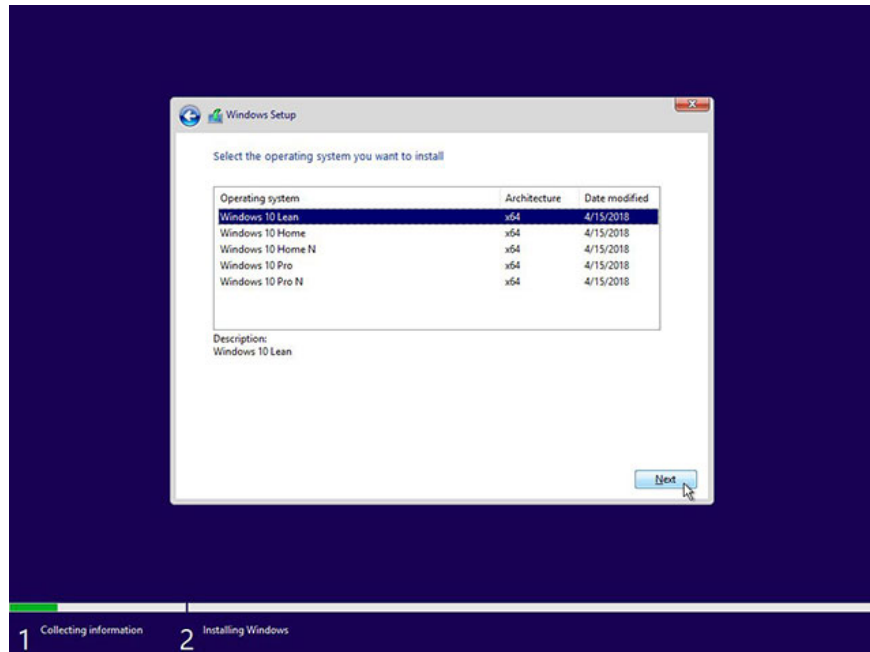 Windows Setup
Select the operating system you want to install
Operating system Architecture Date modified
Windows 10 Lean x64 4/15/2018
Windows 10 Home x64 4/15/2018
Windows 10 Home N x64 4/15/2018
Windows 10 Pro x64 4/15/2018
Windows 10 Pro N x64 4/15/2018
Description:
Windows 10 Lean
Next
1 Collecting information 2 Installing Windows